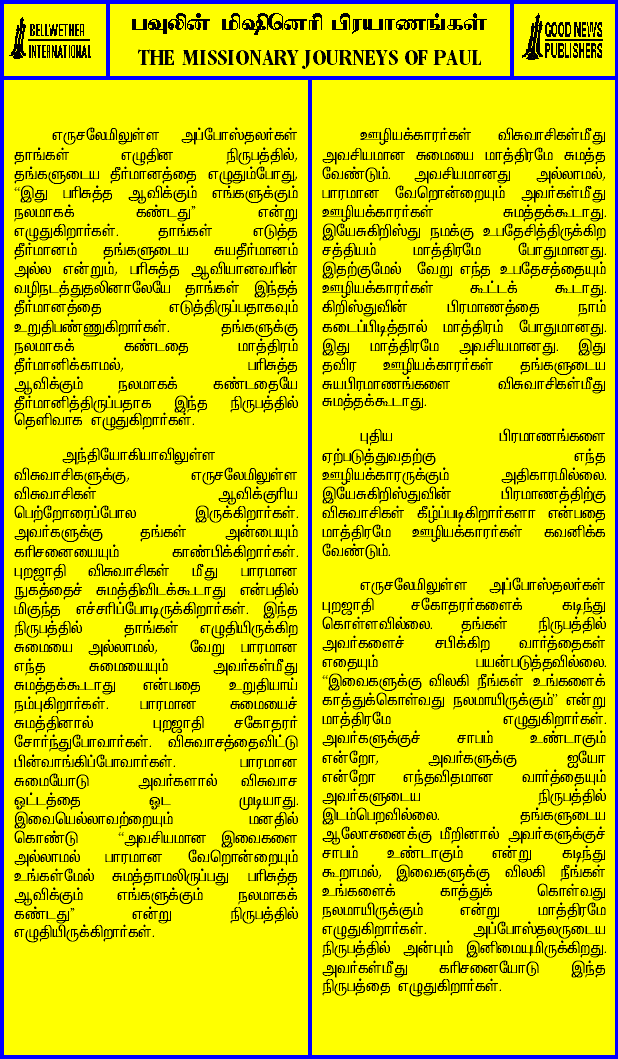 BELLWETHER
INTERNATIONAL
பவுலின் மிஷினெரி பிரயாணங்கள்
THE MISSIONARY JOURNEYS OF PAUL
GOOD NEWS
PUBLISHERS
எருசலேமிலுள்ள அப்போஸ்தலர்கள்
தாங்கள் எழுதின நிருபத்தில்,
தங்களுடைய தீர்மானத்தை எழுதும்போது,
“இது பரிசுத்த ஆவிக்கும் எங்களுக்கும்
நலமாகக் கண்டது” என்று
எழுதுகிறார்கள். தாங்கள் எடுத்த
தீர்மானம் தங்களுடைய சுயதீர்மானம்
அல்ல என்றும், பரிசுத்த ஆவியானவரின்
வழிநடத்துதலினாலேயே தாங்கள் இந்தத்
தீர்மானத்தை எடுத்திருப்பதாகவும்
உறுதிபண்ணுகிறார்கள். தங்களுக்கு
நலமாகக் கண்டதை மாத்திரம்
தீர்மானிக்காமல், பரிசுத்த
ஆவிக்கும் நலமாகக் கண்டதையே
தீர்மானித்திருப்பதாக இந்த நிருபத்தில்
தெளிவாக எழுதுகிறார்கள்.
அந்தியோகியாவிலுள்ள
விசுவாசிகளுக்கு, எருசலேமிலுள்ள
விசுவாசிகள் ஆவிக்குரிய
பெற்றோரைப்போல இருக்கிறார்கள்.
அவர்களுக்கு தங்கள் அன்பையும்
கரிசனையையும் காண்பிக்கிறார்கள்.
புறஜாதி விசுவாசிகள் மீது பாரமான
நுகத்தைச் சுமத்திவிடக்கூடாது என்பதில்
மிகுந்த எச்சரிப்போடிருக்கிறார்கள். இந்த
நிருபத்தில் தாங்கள் எழுதியிருக்கிற
சுமையை அல்லாமல், வேறு பாரமான
எந்த சுமையையும் அவர்கள்மீது
சுமத்தக்கூடாது என்பதை உறுதியாய்
நம்புகிறார்கள். பாரமான சுமையைச்
சுமத்தினால் புறஜாதி சகோதரர்
சோர்ந்துபோவார்கள். விசுவாசத்தைவிட்டு
பின்வாங்கிப்போவார்கள். பாரமான
சுமையோடு அவர்களால் விசுவாச
ஓட்டத்தை ஓட முடியாது.
இவையெல்லாவற்றையும் மனதில்
கொண்டு “அவசியமான இவைகளை
அல்லாமல் பாரமான வேறொன்றையும்
உங்கள்மேல் சுமத்தாமலிருப்பது பரிசுத்த
ஆவிக்கும் எங்களுக்கும் நலமாகக்
கண்டது” என்று நிருபத்தில்
எழுதியிருக்கிறார்கள்.
ஊழியக்காரர்கள் விசுவாசிகள்மீது
அவசியமான சுமையை மாத்திரமே சுமத்த
வேண்டும். அவசியமானது அல்லாமல்,
பாரமான வேறொன்றையும் அவர்கள்மீது
ஊழியக்காரர்கள் சுமத்தக்கூடாது.
இயேசுகிறிஸ்து நமக்கு உபதேசித்திருக்கிற
சத்தியம் மாத்திரமே போதுமானது.
இதற்குமேல் வேறு எந்த உபதேசத்தையும்
ஊழியக்காரர்கள் கூட்டக் கூடாது.
கிறிஸ்துவின் பிரமாணத்தை நாம்
கடைப்பிடித்தால் மாத்திரம் போதுமானது.
இது மாத்திரமே அவசியமானது. இது
தவிர ஊழியக்காரர்கள் தங்களுடைய
சுயபிரமாணங்களை விசுவாசிகள்மீது
சுமத்தக்கூடாது.
புதிய பிரமாணங்களை
ஏற்படுத்துவதற்கு எந்த
ஊழியக்காரருக்கும் அதிகாரமில்லை.
இயேசுகிறிஸ்துவின் பிரமாணத்திற்கு
விசுவாசிகள் கீழ்ப்படிகிறார்களா என்பதை
மாத்திரமே ஊழியக்காரர்கள் கவனிக்க
வேண்டும்.
எருசலேமிலுள்ள அப்போஸ்தலர்கள்
புறஜாதி சகோதரர்களைக் கடிந்து
கொள்ளவில்லை. தங்கள் நிருபத்தில்
அவர்களைச் சபிக்கிற வார்த்தைகள்
எதையும் பயன்படுத்தவில்லை.
“இவைகளுக்கு விலகி நீங்கள் உங்களைக்
காத்துக்கொள்வது நலமாயிருக்கும்” என்று
மாத்திரமே எழுதுகிறார்கள்.
அவர்களுக்குச் சாபம் உண்டாகும்
என்றோ, அவர்களுக்கு ஐயோ
என்றோ எந்தவிதமான வார்த்தையும்
அவர்களுடைய நிருபத்தில்
இடம்பெறவில்லை. தங்களுடைய
ஆலோசனைக்கு மீறினால் அவர்களுக்குச்
சாபம் உண்டாகும் என்று கடிந்து
கூறாமல், இவைகளுக்கு விலகி நீங்கள்
உங்களைக் காத்துக் கொள்வது
நலமாயிருக்கும் என்று மாத்திரமே
எழுதுகிறார்கள். அப்போஸ்தலருடைய
நிருபத்தில் அன்பும் இனிமையுமிருக்கிறது.
அவர்கள்மீது கரிசனையோடு இந்த
நிருபத்தை எழுதுகிறார்கள்.